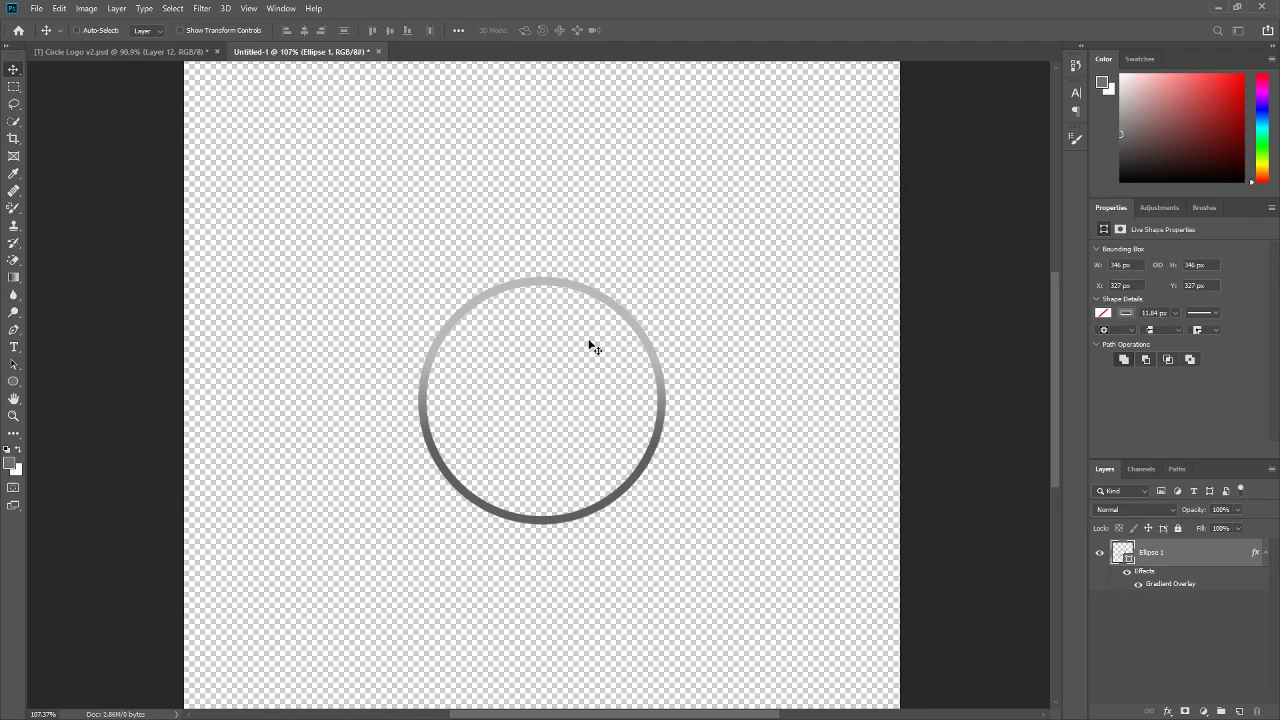 Ps File Edit Image Layer Type Select Filter 3D View Window Help
Auto-Select: Layer Show Transform Controls 3D Mode:
[T] Circle Logo v2.psd @ 90.9% (Layer 12, RGB/8) * × Untitled-1 @ 107% (Ellipse 1, RGB/8#) * ×
Color Swatches
Properties Adjustments Brushes
Live Shape Properties
Bounding Box
W: 346 px H: 346 px
X: 327 px Y: 327 px
Shape Details
11.84 px
Path Operations
Layers Channels Paths
Kind
Normal Opacity: 100%
Lock: Fill: 100%
Ellipse 1 fx
Effects
Gradient Overlay
107.37% Doc: 2.86M/0 bytes